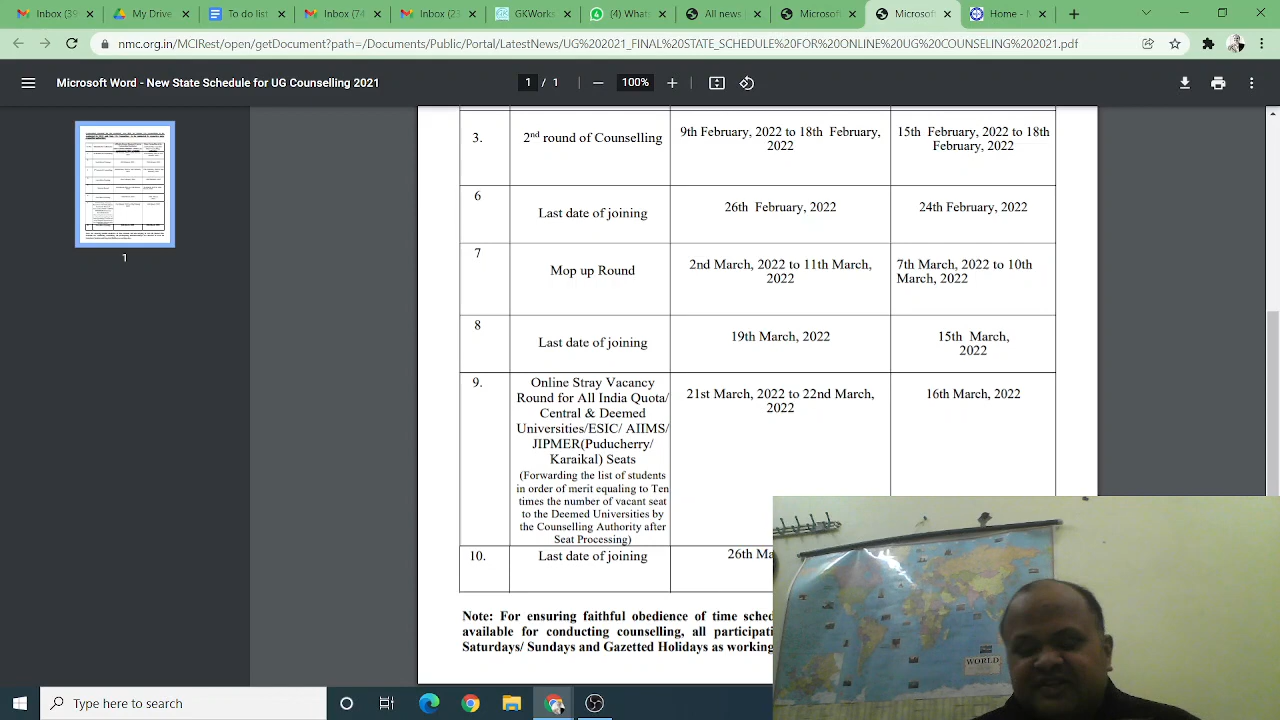 Inbox (39
My Drive
To do list
Inbox (74
Inbox (23
GKWorks
(4) Whats
All news
Microsoft
Microsoft
Home -
nmc.org.in/MCIRest/open/getDocument?path=/Documents/Public/Portal/LatestNews/UG%202021_FINAL%20STATE_SCHEDULE%20FOR%20ONLINE%20UG%20COUNSELING%202021.pdf
Microsoft Word - New State Schedule for UG Counselling 2021
1 / 1
100%
1
3.
2nd d of Counselling
9th February, 2022 to February,
2022
15th February, 2022 to 18th
February, 2022
6
Last date of joining
26th February,2022
24th February, 2022
7
Mop up Round
2nd March, 2022 to 11th March,
2022
7th March, 2022 to 10th
March, 2022
8
Last date of joining
19th March, 2022
15th March,
2022
9.
Online Stray Vacancy
Round for All India Quota/
Central & Deemed
Universities/ESIC/ AIIMS/
JIPMER(Puducherry/
Karaikal) Seats
(Forwarding the list of students
in order of merit equaling to Ten
times the number of vacant seat
to the Deemed Universities by
the Counselling Authority after
Seat Processing)
21st March, 2022 to 22nd March,
2022
16th March, 2022
10.
Last date of joining
26th Ma
Note: For ensuring faithful obedience of time sched
available for conducting counselling, all participati
Saturdays/ Sundays and Gazetted Holidays as working
WORLD
Type here to search